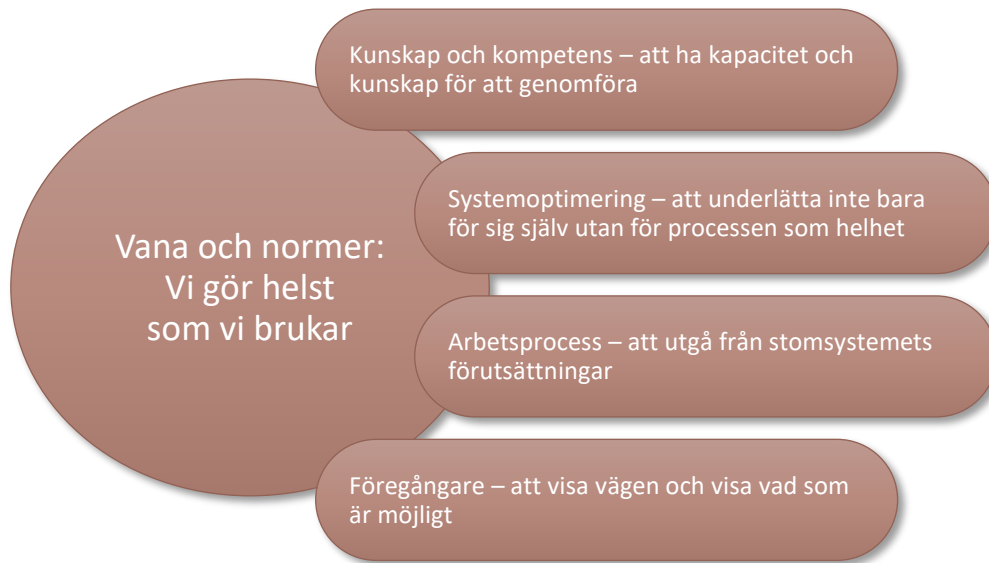 Kunskap och kompetens – att ha kapacitet och
kunskap för att genomföra
Systemoptimering – att underlätta inte bara
för sig själv utan för processen som helhet
Vana och normer:
Vi gör helst
som vi brukar
Arbetsprocess – att utgå från stomsystemets
förutsättningar
Föregångare – att visa vägen och visa vad som
är möjligt